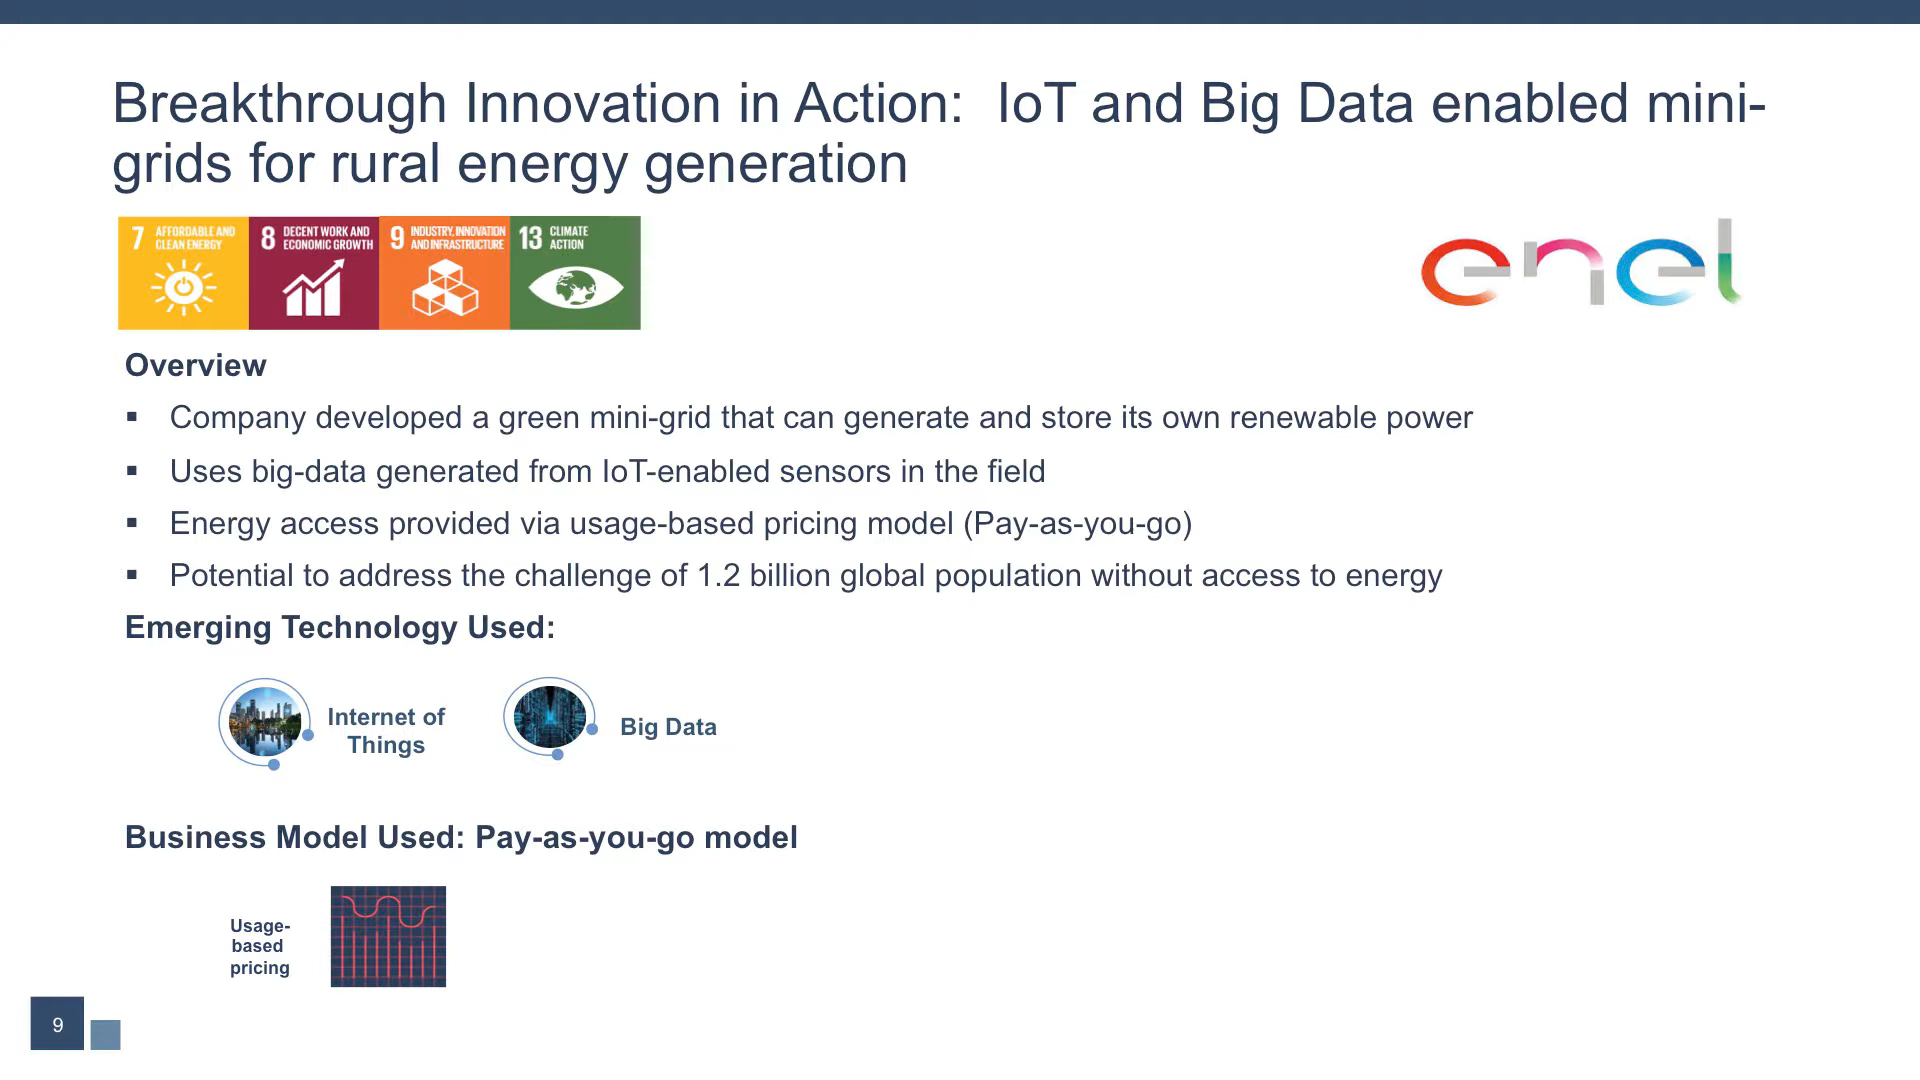 Breakthrough Innovation in Action:  IoT and Big Data enabled mini-
grids for rural energy generation
7 AFFORDABLE AND
CLEAN ENERGY
8 DECENT WORK AND
ECONOMIC GROWTH
9 INDUSTRY, INNOVATION
AND INFRASTRUCTURE
13 CLIMATE
ACTION
enel
Overview
▪ Company developed a green mini-grid that can generate and store its own renewable power
▪ Uses big-data generated from IoT-enabled sensors in the field
▪ Energy access provided via usage-based pricing model (Pay-as-you-go)
▪ Potential to address the challenge of 1.2 billion global population without access to energy
Emerging Technology Used:
Internet of
Things
Big Data
Business Model Used: Pay-as-you-go model
Usage-
based
pricing
9